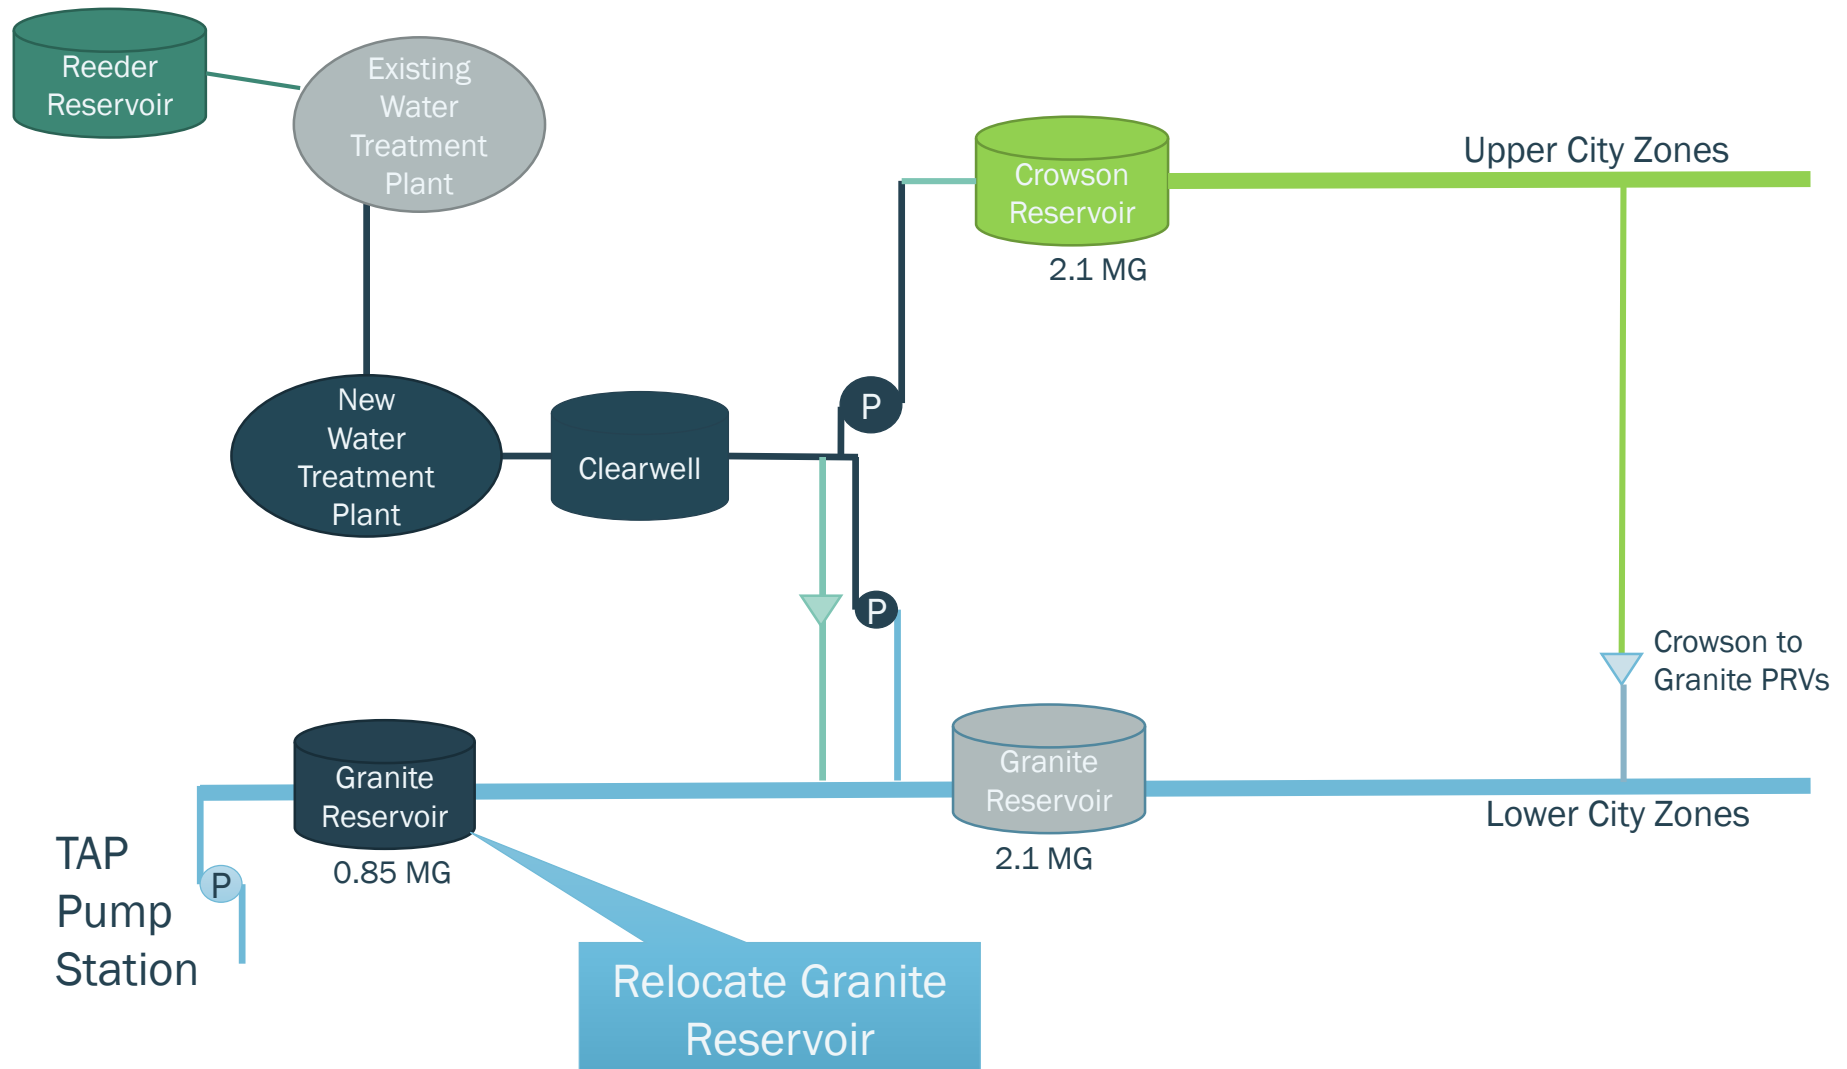 Reeder
Reservoir
Existing
Water
Treatment
Plant
Crowson
Reservoir
2.1 MG
Upper City Zones
New
Water
Treatment
Plant
Clearwell
P
P
Crowson to
Granite PRVs
Granite
Reservoir
0.85 MG
Granite
Reservoir
2.1 MG
Lower City Zones
TAP
Pump
Station
P
Relocate Granite
Reservoir